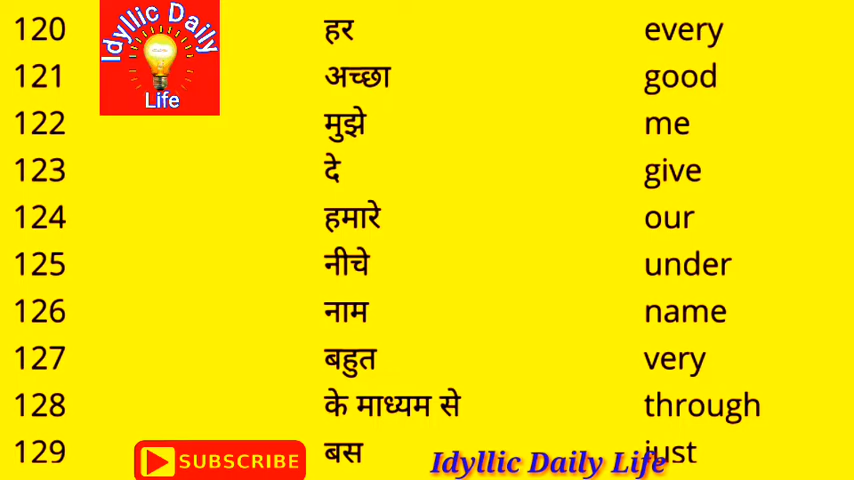 120 हर every
Idyllic Daily
Life
121 अच्छा good
122 मुझे me
123 दे give
124 हमारे our
125 नीचे under
126 नाम name
127 बहुत very
128 के माध्यम से through
129 बस just
SUBSCRIBE
Idyllic Daily Life